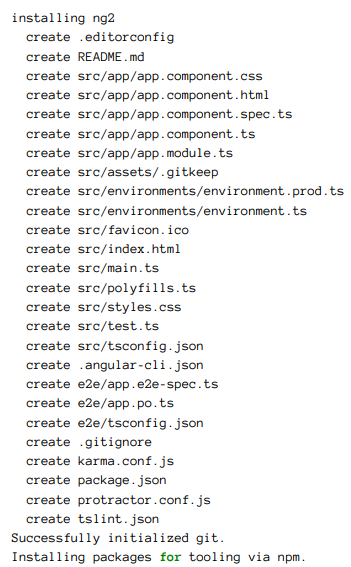 installing ng2
  create .editorconfig
  create README.md
  create src/app/app.component.css
  create src/app/app.component.html
  create src/app/app.component.spec.ts
  create src/app/app.component.ts
  create src/app/app.module.ts
  create src/assets/.gitkeep
  create src/environments/environment.prod.ts
  create src/environments/environment.ts
  create src/favicon.ico
  create src/index.html
  create src/main.ts
  create src/polyfills.ts
  create src/styles.css
  create src/test.ts
  create src/tsconfig.json
  create .angular-cli.json
  create e2e/app.e2e-spec.ts
  create e2e/app.po.ts
  create e2e/tsconfig.json
  create .gitignore
  create karma.conf.js
  create package.json
  create protractor.conf.js
  create tslint.json
Successfully initialized git.
Installing packages for tooling via npm.